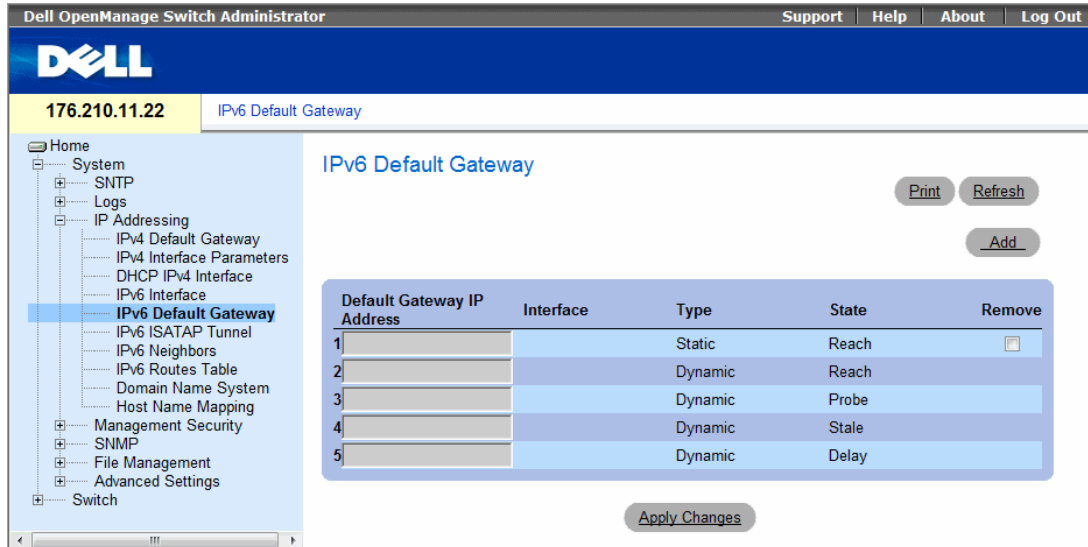 Dell OpenManage Switch Administrator
Support Help About Log Out
DELL
176.210.11.22
IPv6 Default Gateway
Home
System
SNTP
Logs
IP Addressing
IPv4 Default Gateway
IPv4 Interface Parameters
DHCP IPv4 Interface
IPv6 Interface
IPv6 Default Gateway
IPv6 ISATAP Tunnel
IPv6 Neighbors
IPv6 Routes Table
Domain Name System
Host Name Mapping
Management Security
SNMP
File Management
Advanced Settings
Switch
IPv6 Default Gateway
Print Refresh
Add
Default Gateway IP
Address
Interface Type State Remove
1 Static Reach
2 Dynamic Reach
3 Dynamic Probe
4 Dynamic Stale
5 Dynamic Delay
Apply Changes